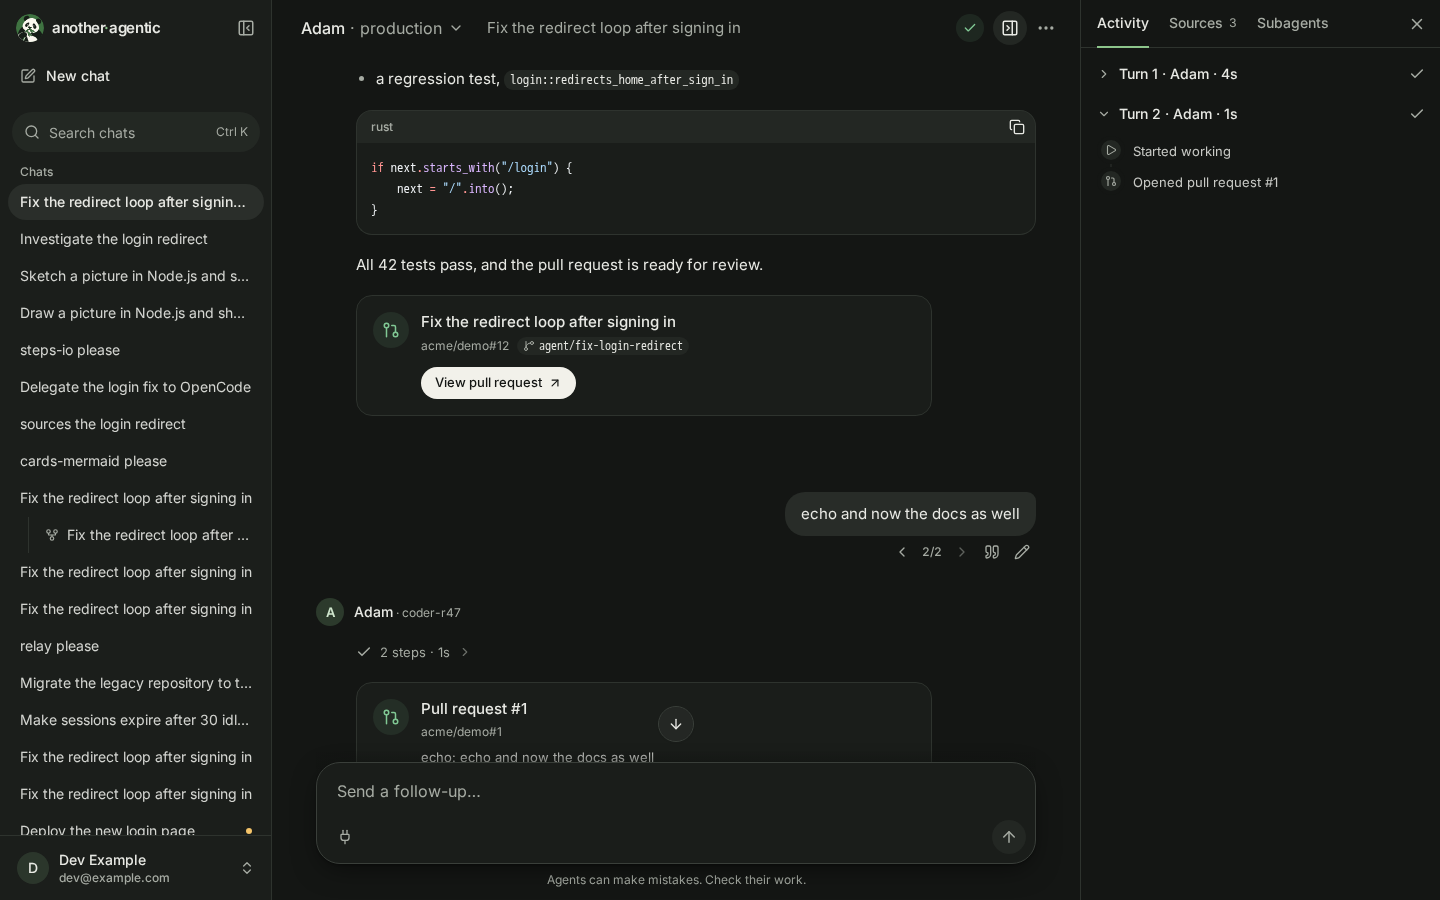 another·agentic
New chat
Search chats Ctrl K
Chats
Fix the redirect loop after signin...
Investigate the login redirect
Sketch a picture in Node.js and s...
Draw a picture in Node.js and sh...
steps-io please
Delegate the login fix to OpenCode
sources the login redirect
cards-mermaid please
Fix the redirect loop after signing in
Fix the redirect loop after ...
Fix the redirect loop after signing in
Fix the redirect loop after signing in
relay please
Migrate the legacy repository to t...
Make sessions expire after 30 idl...
Fix the redirect loop after signing in
Fix the redirect loop after signing in
Deploy the new login page
D
Dev Example
dev@example.com
Adam · production
Fix the redirect loop after signing in
a regression test, login::redirects_home_after_sign_in
rust
if next.starts_with("/login") {
    next = "/".into();
}
All 42 tests pass, and the pull request is ready for review.
Fix the redirect loop after signing in
acme/demo#12 agent/fix-login-redirect
View pull request
echo and now the docs as well
2/2
A
Adam · coder-r47
2 steps · 1s
Pull request #1
acme/demo#1
echo: echo and now the docs as well
Send a follow-up...
Agents can make mistakes. Check their work.
Activity Sources 3 Subagents
Turn 1 · Adam · 4s
Turn 2 · Adam · 1s
Started working
Opened pull request #1